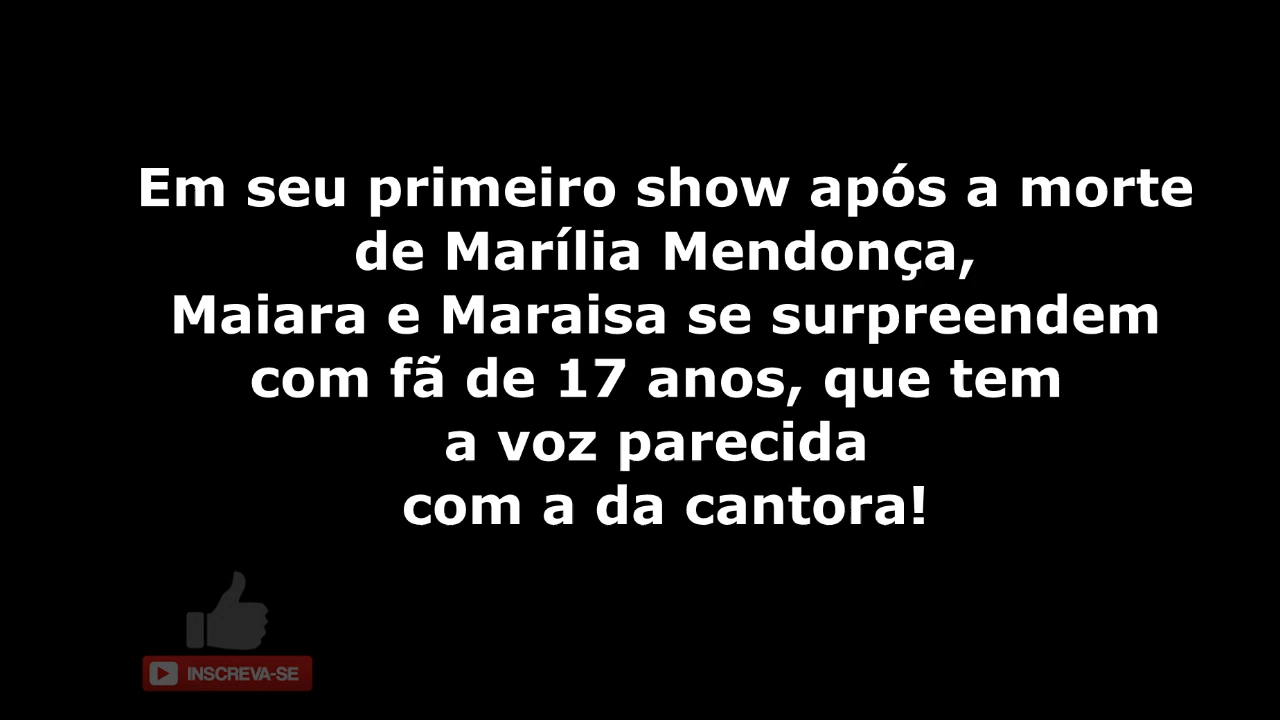 Em seu primeiro show após a morte
de Marília Mendonça,
Maiara e Maraisa se surpreendem
com fã de 17 anos, que tem
a voz parecida
com a da cantora!
INSCREVA-SE